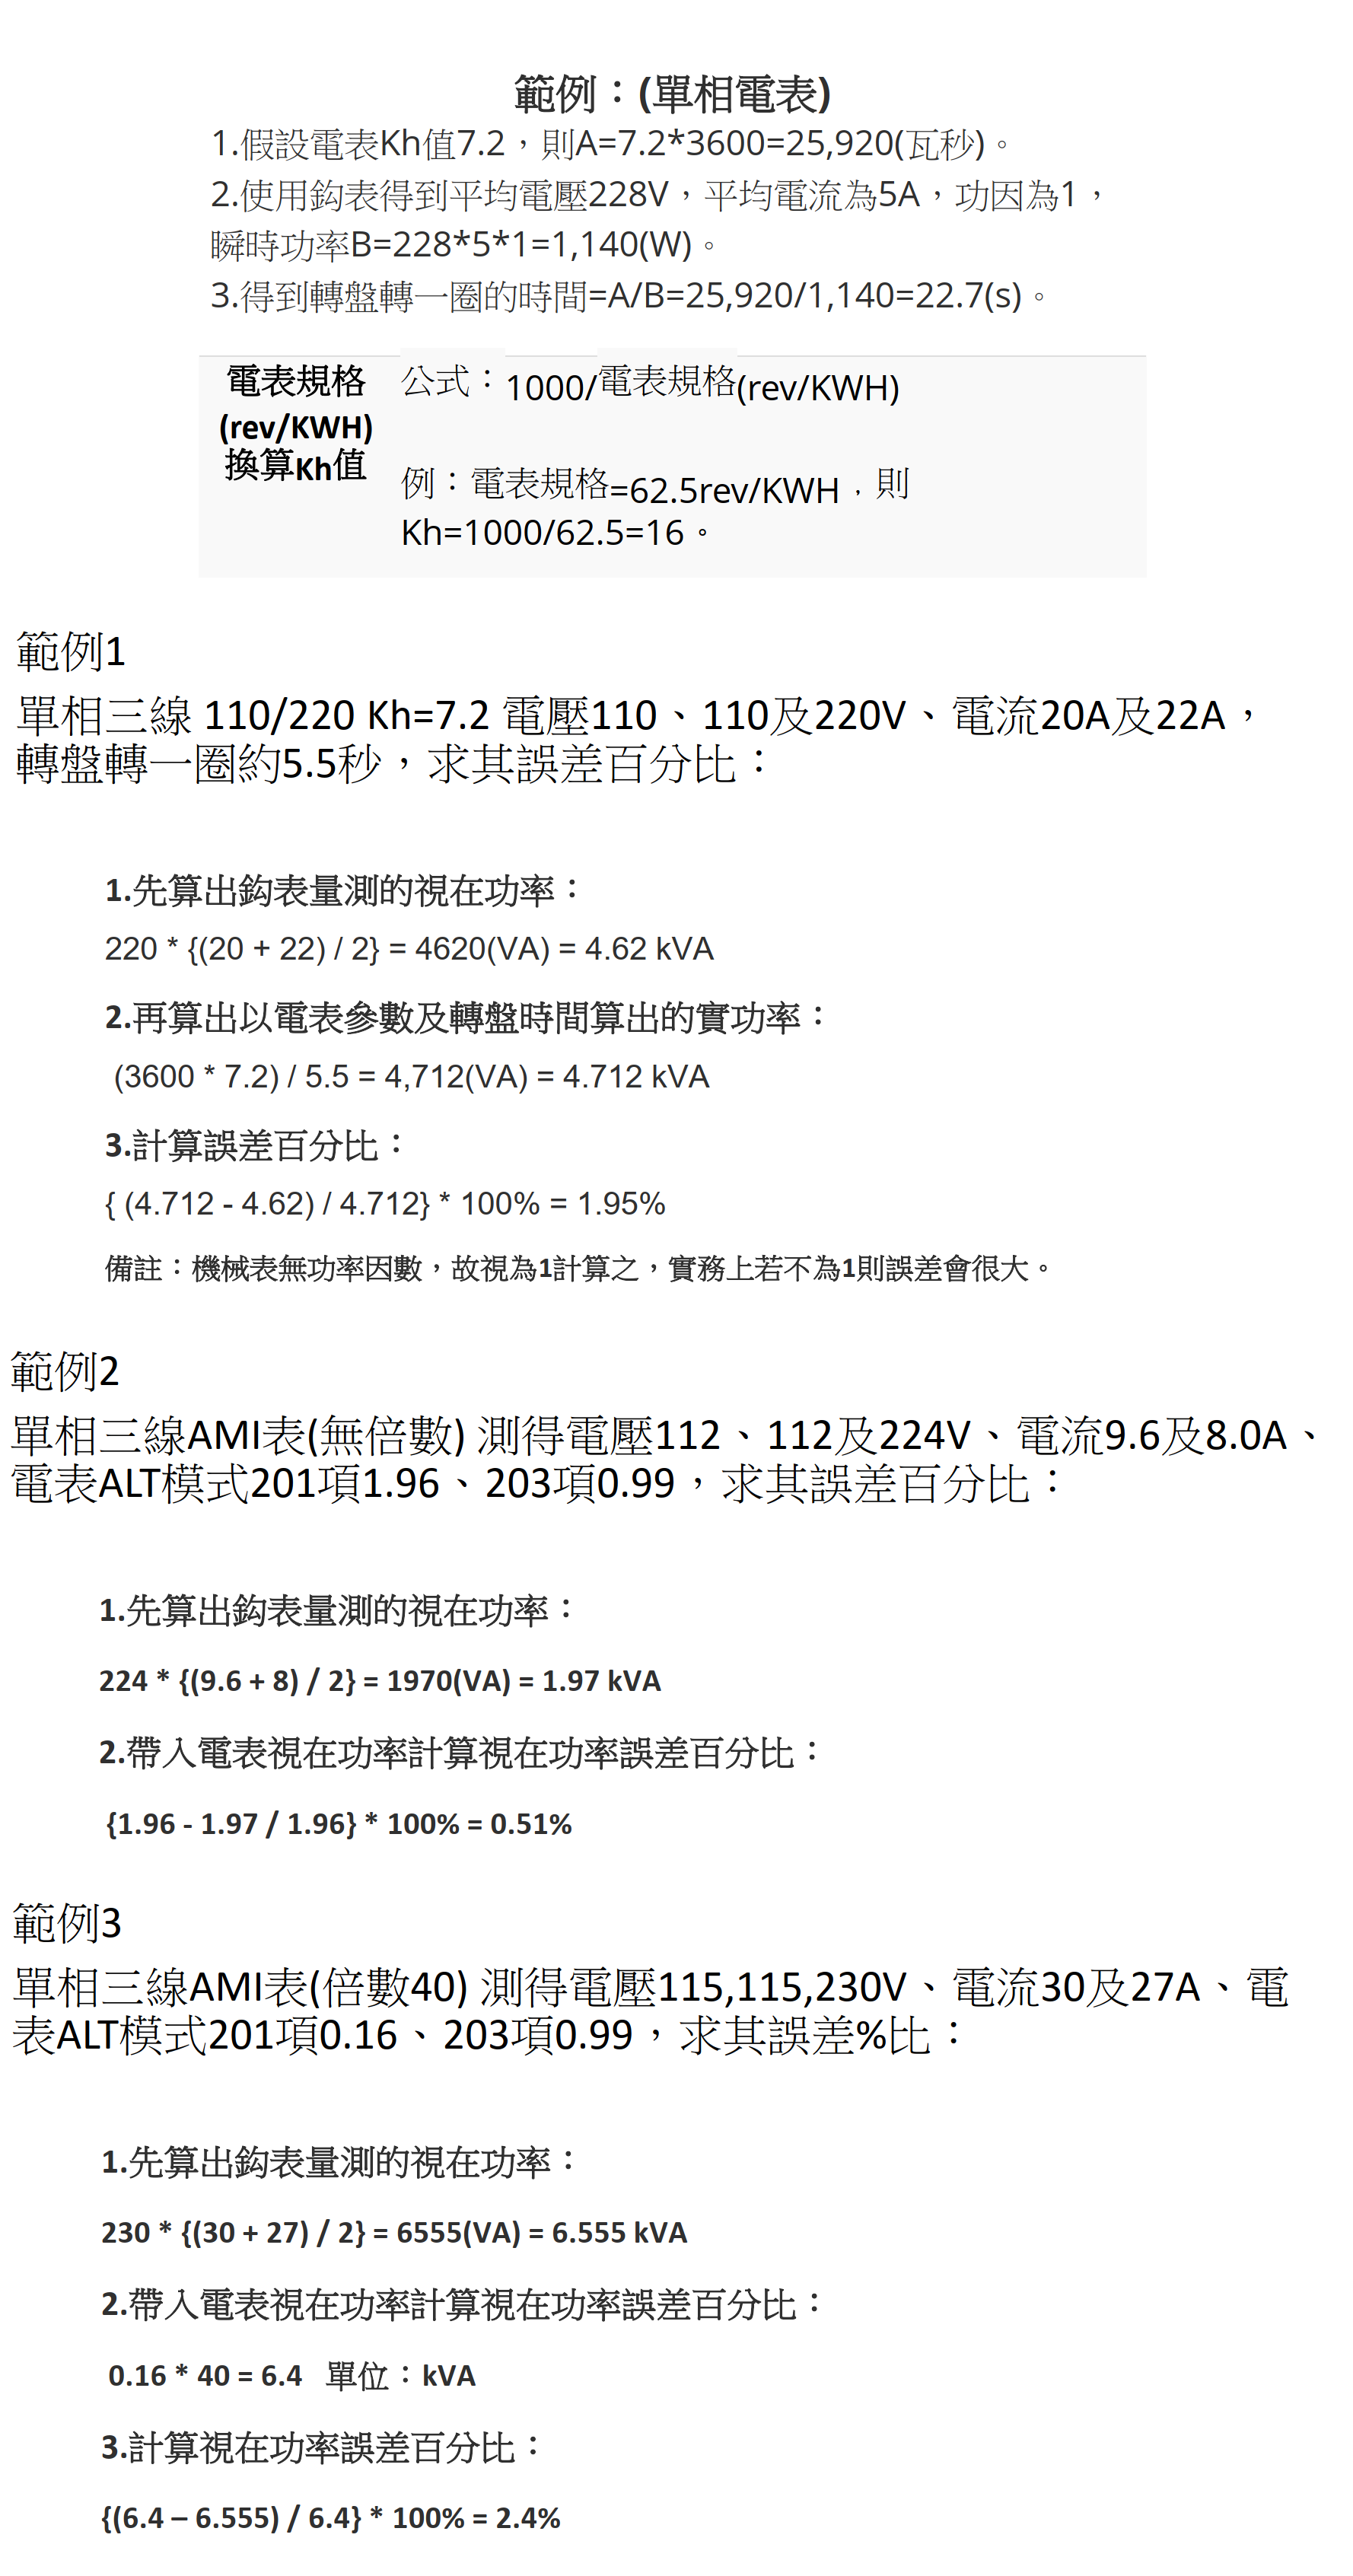 範例：(單相電表)
1.假設電表Kh值7.2，則A=7.2*3600=25,920(瓦秒)。
2.使用鈎表得到平均電壓228V，平均電流為5A，功因為1，
瞬時功率B=228*5*1=1,140(W)。
3.得到轉盤轉一圈的時間=A/B=25,920/1,140=22.7(s)。
電表規格
(rev/KWH)
換算Kh值
公式：1000/電表規格(rev/KWH)
例：電表規格=62.5rev/KWH，則
Kh=1000/62.5=16。
範例1
單相三線 110/220 Kh=7.2 電壓110、110及220V、電流20A及22A，
轉盤轉一圈約5.5秒，求其誤差百分比：
1.先算出鈎表量測的視在功率：
220 * {(20 + 22) / 2} = 4620(VA) = 4.62 kVA
2.再算出以電表參數及轉盤時間算出的實功率：
(3600 * 7.2) / 5.5 = 4,712(VA) = 4.712 kVA
3.計算誤差百分比：
{ (4.712 - 4.62) / 4.712} * 100% = 1.95%
備註：機械表無功率因數，故視為1計算之，實務上若不為1則誤差會很大。
範例2
單相三線AMI表(無倍數) 測得電壓112、112及224V、電流9.6及8.0A、
電表ALT模式201項1.96、203項0.99，求其誤差百分比：
1.先算出鈎表量測的視在功率：
224 * {(9.6 + 8) / 2} = 1970(VA) = 1.97 kVA
2.帶入電表視在功率計算視在功率誤差百分比：
{1.96 - 1.97 / 1.96} * 100% = 0.51%
範例3
單相三線AMI表(倍數40) 測得電壓115,115,230V、電流30及27A、電
表ALT模式201項0.16、203項0.99，求其誤差%比：
1.先算出鈎表量測的視在功率：
230 * {(30 + 27) / 2} = 6555(VA) = 6.555 kVA
2.帶入電表視在功率計算視在功率誤差百分比：
0.16 * 40 = 6.4 單位：kVA
3.計算視在功率誤差百分比：
{(6.4 – 6.555) / 6.4} * 100% = 2.4%